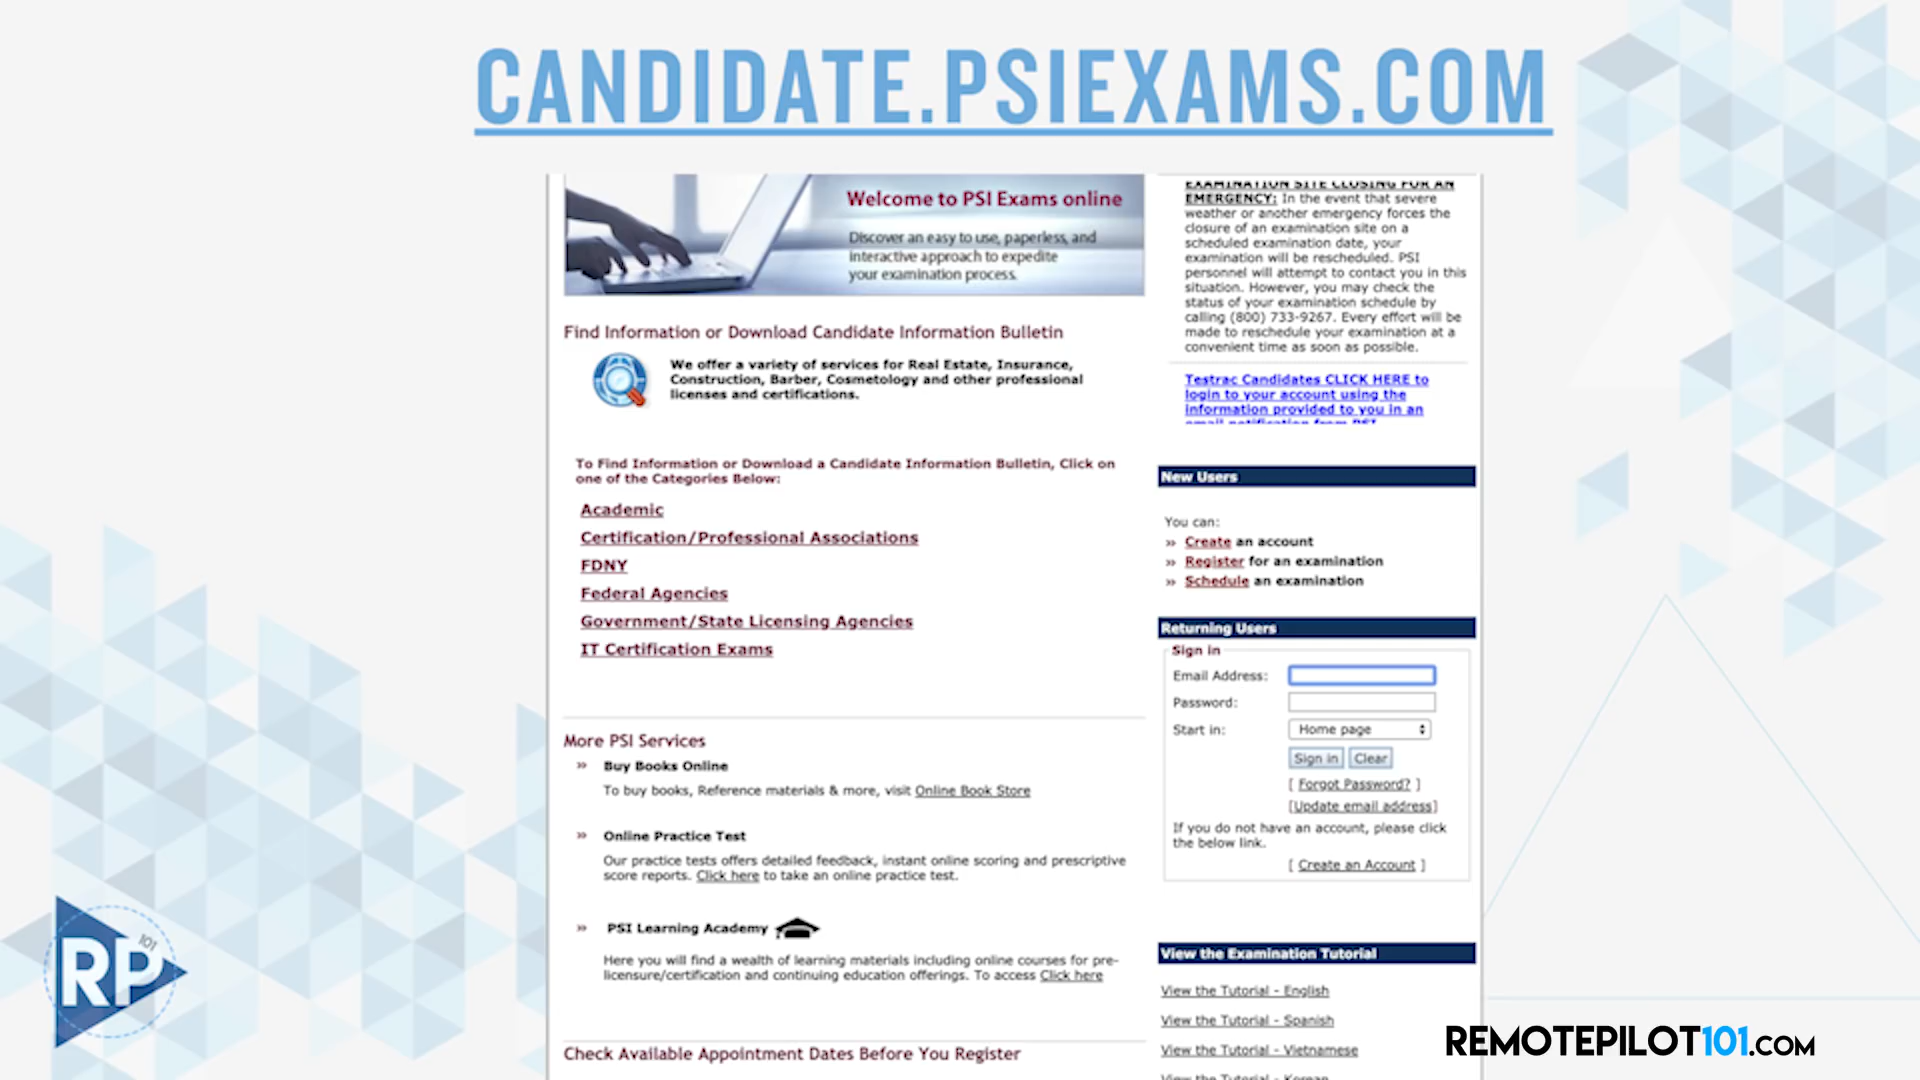 CANDIDATE.PSIEXAMS.COM
Welcome to PSI Exams online
Discover an easy to use, paperless, and
interactive approach to expedite
your examination process.
Find Information or Download Candidate Information Bulletin
We offer a variety of services for Real Estate, Insurance,
Construction, Barber, Cosmetology and other professional
licenses and certifications.
To Find Information or Download a Candidate Information Bulletin, Click on
one of the Categories Below:
Academic
Certification/Professional Associations
FDNY
Federal Agencies
Government/State Licensing Agencies
IT Certification Exams
More PSI Services
» Buy Books Online
To buy books, Reference materials & more, visit Online Book Store
» Online Practice Test
Our practice tests offers detailed feedback, instant online scoring and prescriptive
score reports. Click here to take an online practice test.
» PSI Learning Academy
Here you will find a wealth of learning materials including online courses for pre-
licensure/certification and continuing education offerings. To access Click here
Check Available Appointment Dates Before You Register
EXAMINATION SITE CLOSING FOR AN
EMERGENCY: In the event that severe
weather or another emergency forces the
closure of an examination site on a
scheduled examination date, your
examination will be rescheduled. PSI
personnel will attempt to contact you in this
situation. However, you may check the
status of your examination schedule by
calling (800) 733-9267. Every effort will be
made to reschedule your examination at a
convenient time as soon as possible.
Testrac Candidates CLICK HERE to
login to your account using the
information provided to you in an
email notification from PSI
New Users
You can:
» Create an account
» Register for an examination
» Schedule an examination
Returning Users
Sign in
Email Address:
Password:
Start in: Home page
Sign in Clear
[ Forgot Password? ]
[Update email address]
If you do not have an account, please click
the below link.
[ Create an Account ]
View the Examination Tutorial
View the Tutorial - English
View the Tutorial - Spanish
View the Tutorial - Vietnamese
View the Tutorial - Korean
RP 101
REMOTEPILOT101.COM